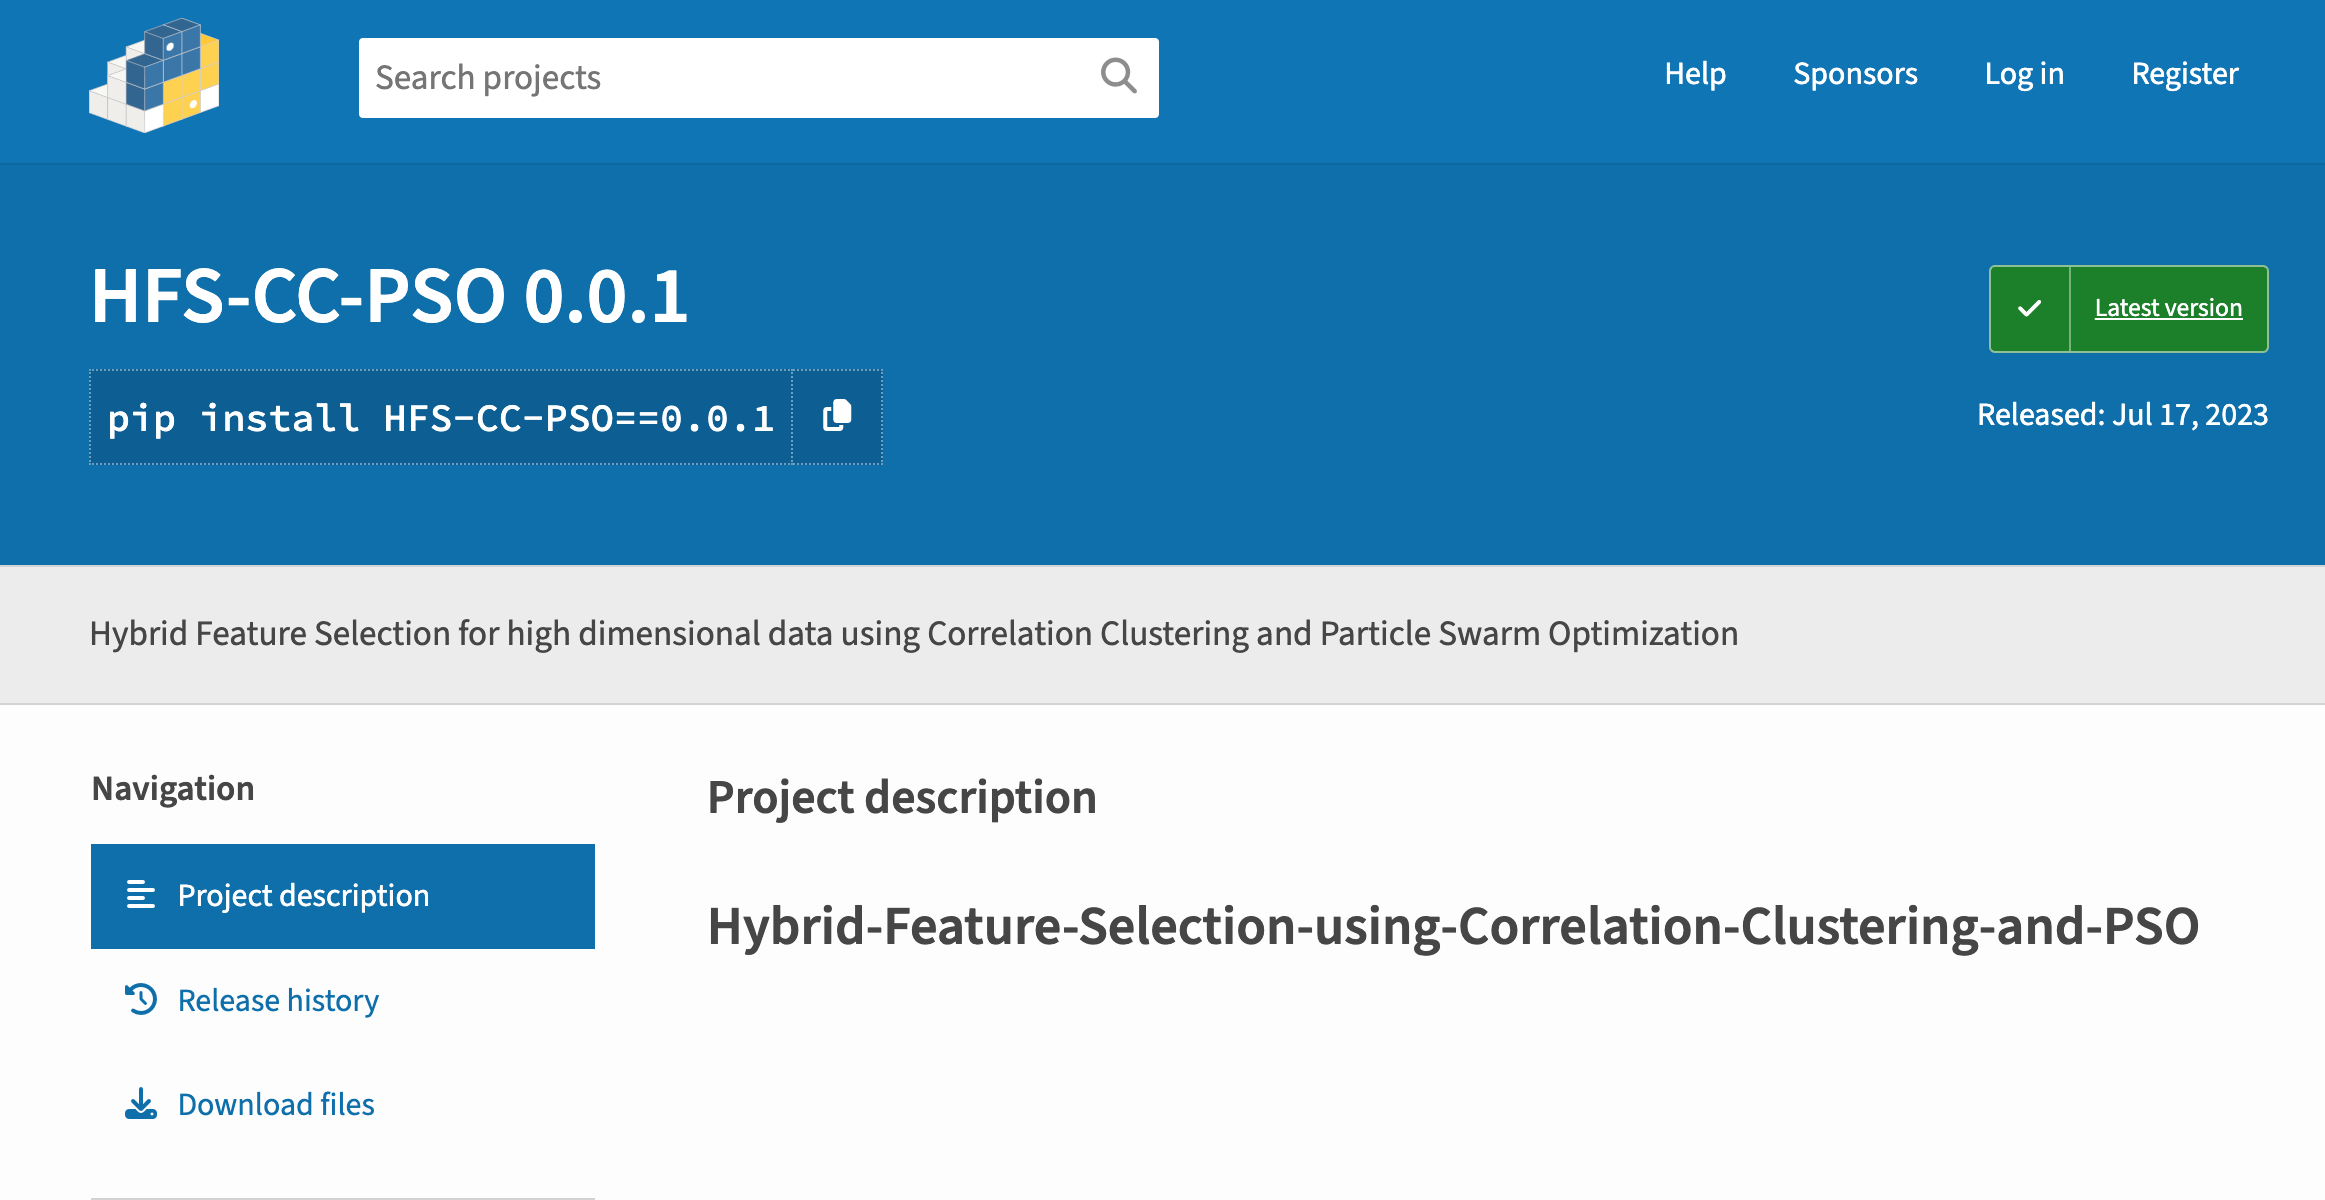 Search projects
Help
Sponsors
Log in
Register
HFS-CC-PSO 0.0.1
pip install HFS-CC-PSO==0.0.1
Latest version
Released: Jul 17, 2023
Hybrid Feature Selection for high dimensional data using Correlation Clustering and Particle Swarm Optimization
Navigation
Project description
Release history
Download files
Project description
Hybrid-Feature-Selection-using-Correlation-Clustering-and-PSO